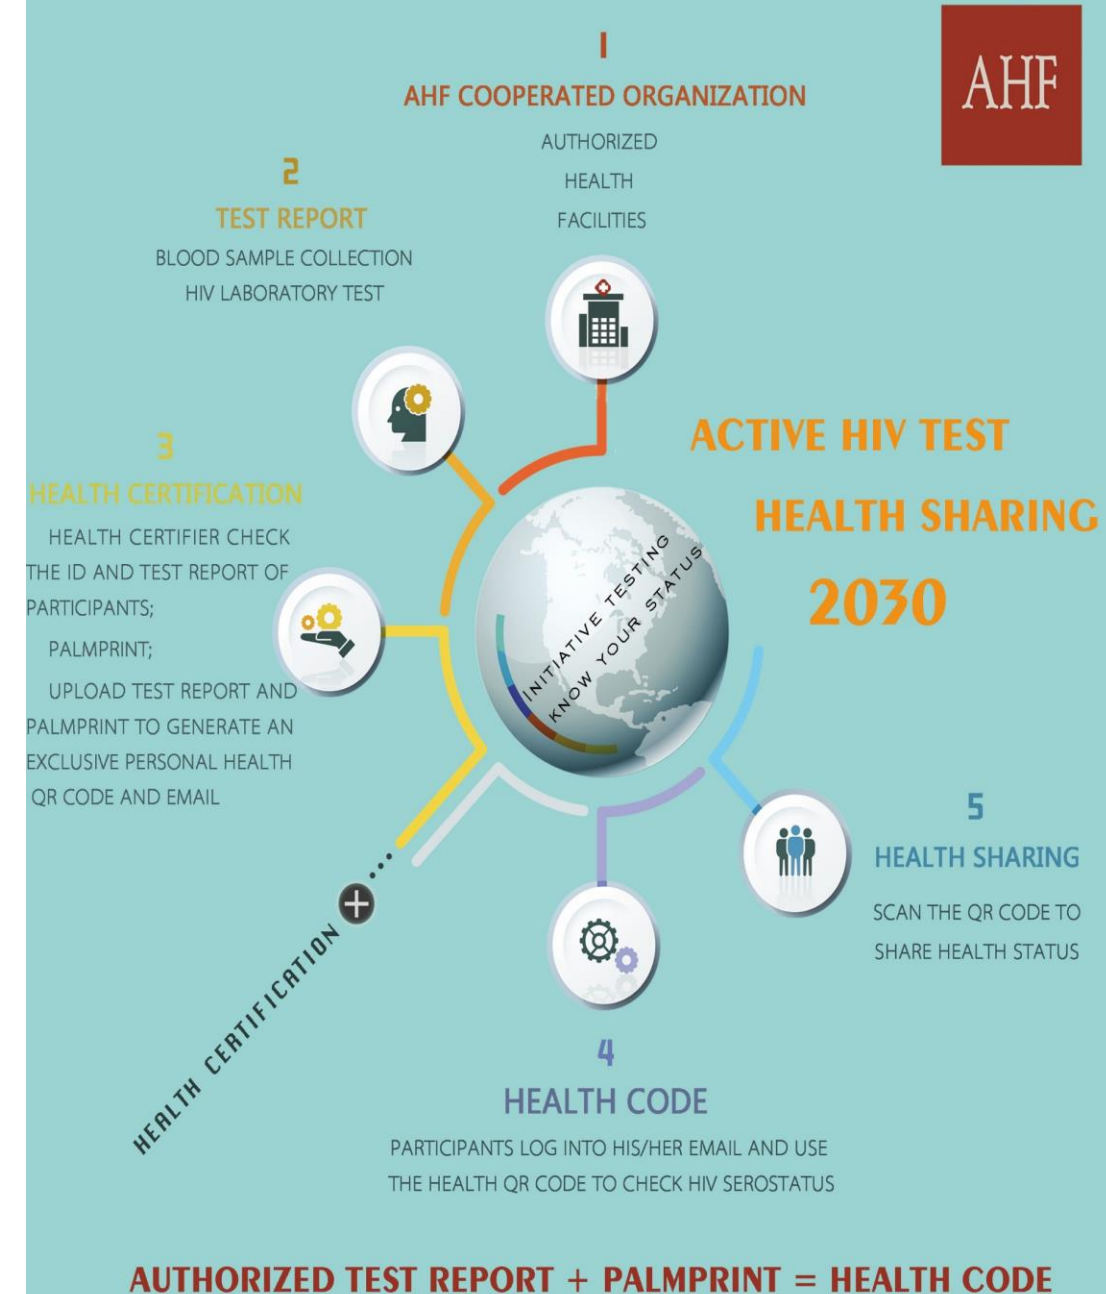 AHF
1
AHF COOPERATED ORGANIZATION
AUTHORIZED
HEALTH
FACILITIES
2
TEST REPORT
BLOOD SAMPLE COLLECTION
HIV LABORATORY TEST
ACTIVE HIV TEST
HEALTH SHARING
2030
3
HEALTH CERTIFICATION
HEALTH CERTIFIER CHECK
THE ID AND TEST REPORT OF
PARTICIPANTS;
PALMPRINT;
UPLOAD TEST REPORT AND
PALMPRINT TO GENERATE AN
EXCLUSIVE PERSONAL HEALTH
QR CODE AND EMAIL
INITIATIVE TESTING
KNOW YOUR STATUS
HEALTH CERTIFICATION
5
HEALTH SHARING
SCAN THE QR CODE TO
SHARE HEALTH STATUS
4
HEALTH CODE
PARTICIPANTS LOG INTO HIS/HER EMAIL AND USE
THE HEALTH QR CODE TO CHECK HIV SEROSTATUS
AUTHORIZED TEST REPORT + PALMPRINT = HEALTH CODE